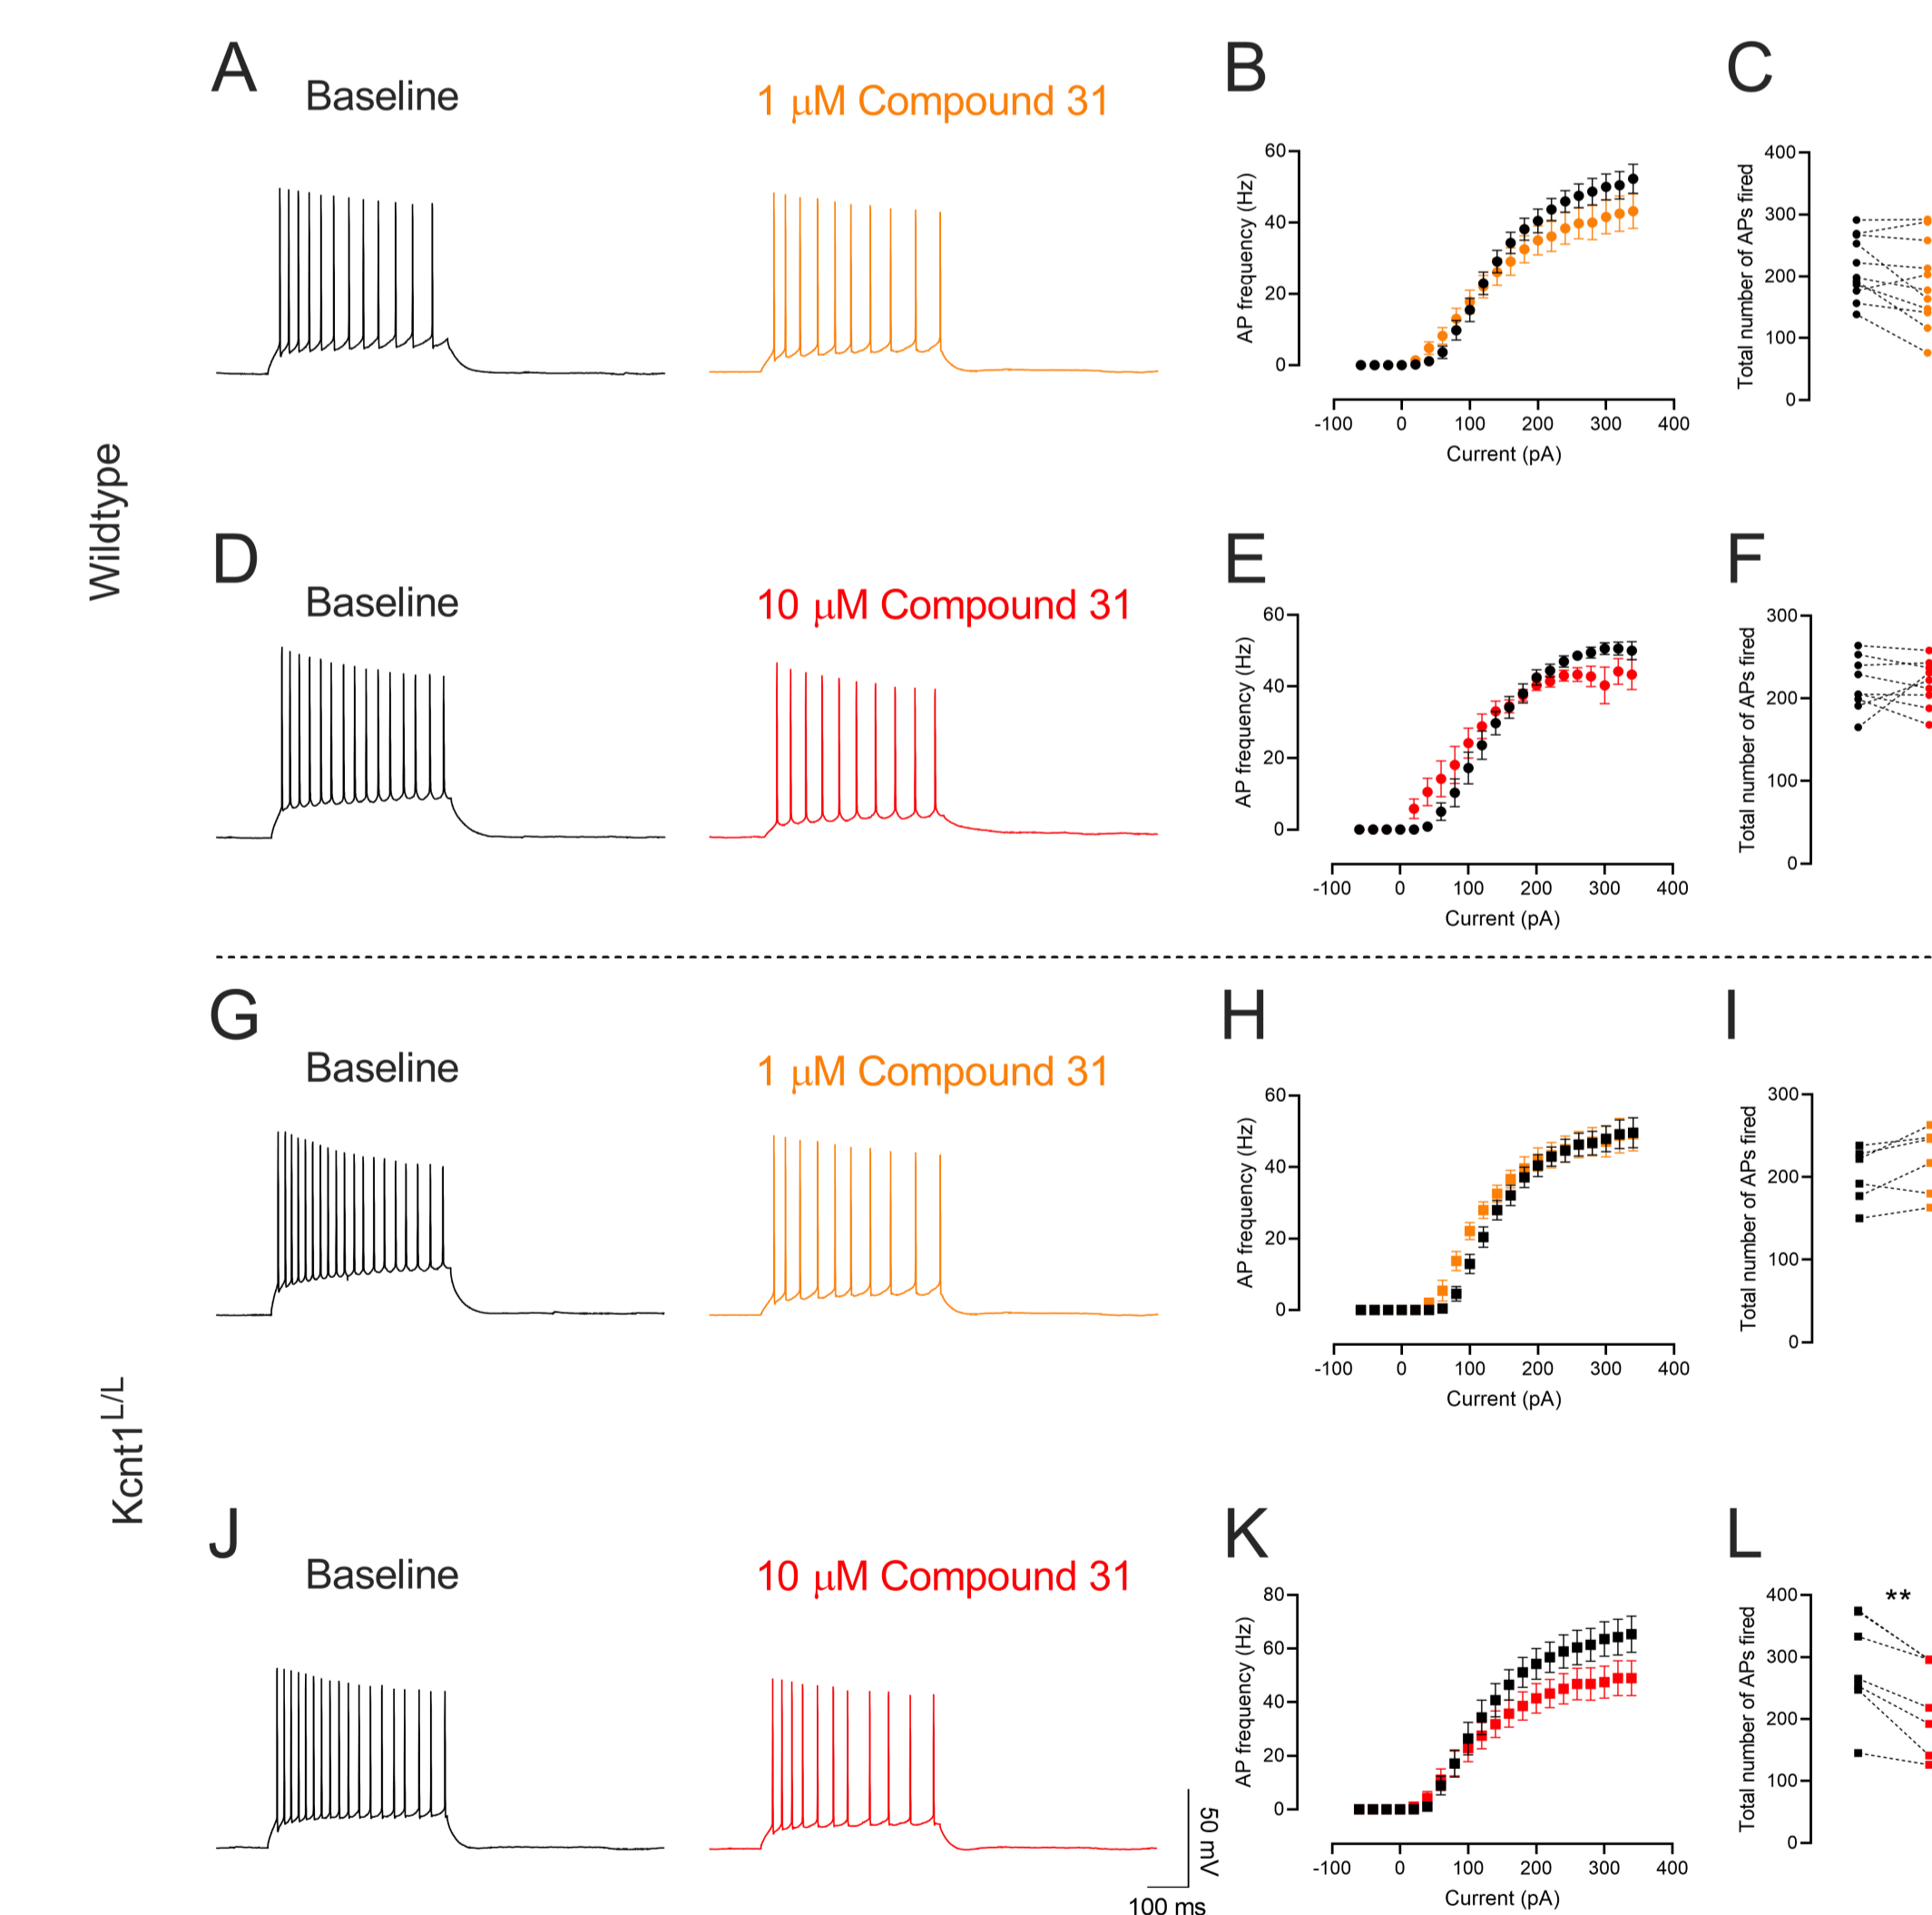 A
Baseline
1 μM Compound 31
B
60
40
20
0
AP frequency (Hz)
-100 0 100 200 300 400
Current (pA)
C
400
300
200
100
0
Total number of APs fired
Wildtype
D
Baseline
10 μM Compound 31
E
60
40
20
0
AP frequency (Hz)
-100 0 100 200 300 400
Current (pA)
F
300
200
100
0
Total number of APs fired
G
Baseline
1 μM Compound 31
H
60
40
20
0
AP frequency (Hz)
-100 0 100 200 300 400
Current (pA)
I
300
200
100
0
Total number of APs fired
Kcnt1L/L
J
Baseline
10 μM Compound 31
50 mV
100 ms
K
80
60
40
20
0
AP frequency (Hz)
-100 0 100 200 300 400
Current (pA)
L
**
400
300
200
100
0
Total number of APs fired